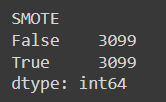 SMOTE
False 3099
True 3099
dtype: int64